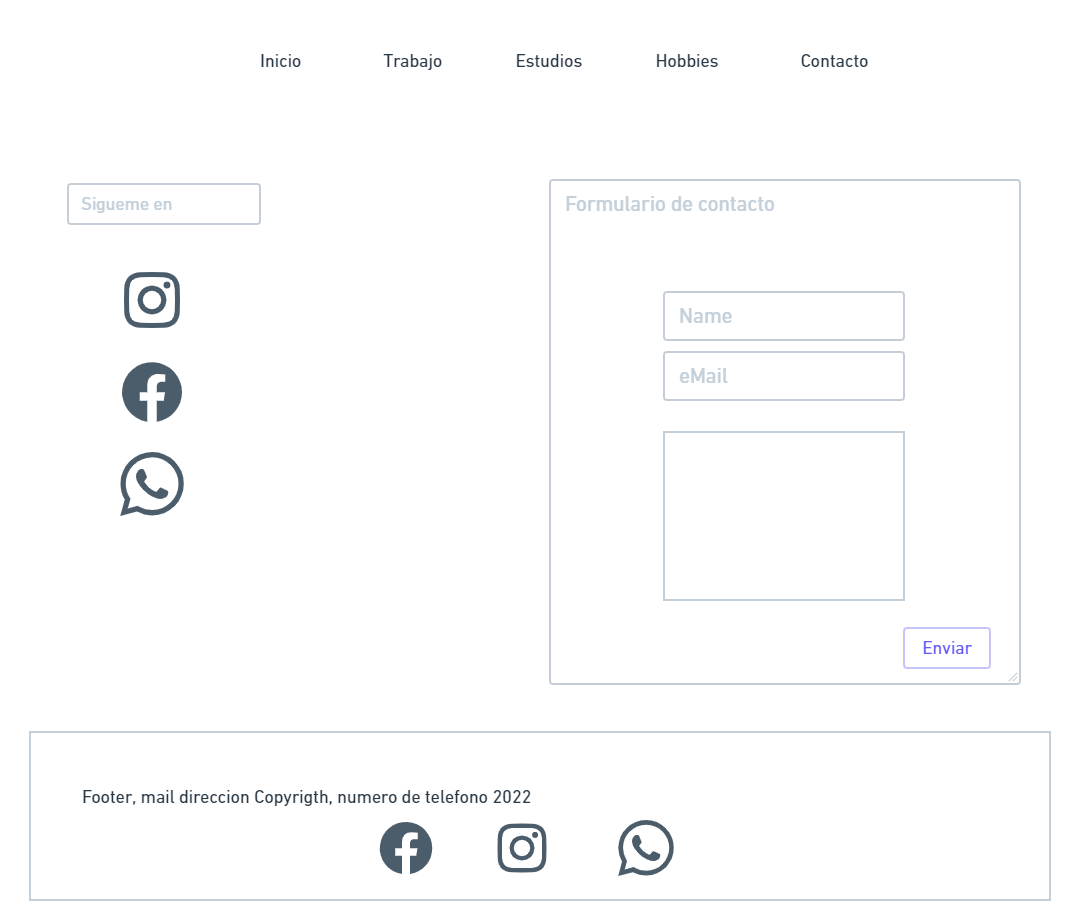 Inicio Trabajo Estudios Hobbies Contacto
Sigueme en
Formulario de contacto
Name
eMail
Enviar
Footer, mail direccion Copyrigth, numero de telefono 2022